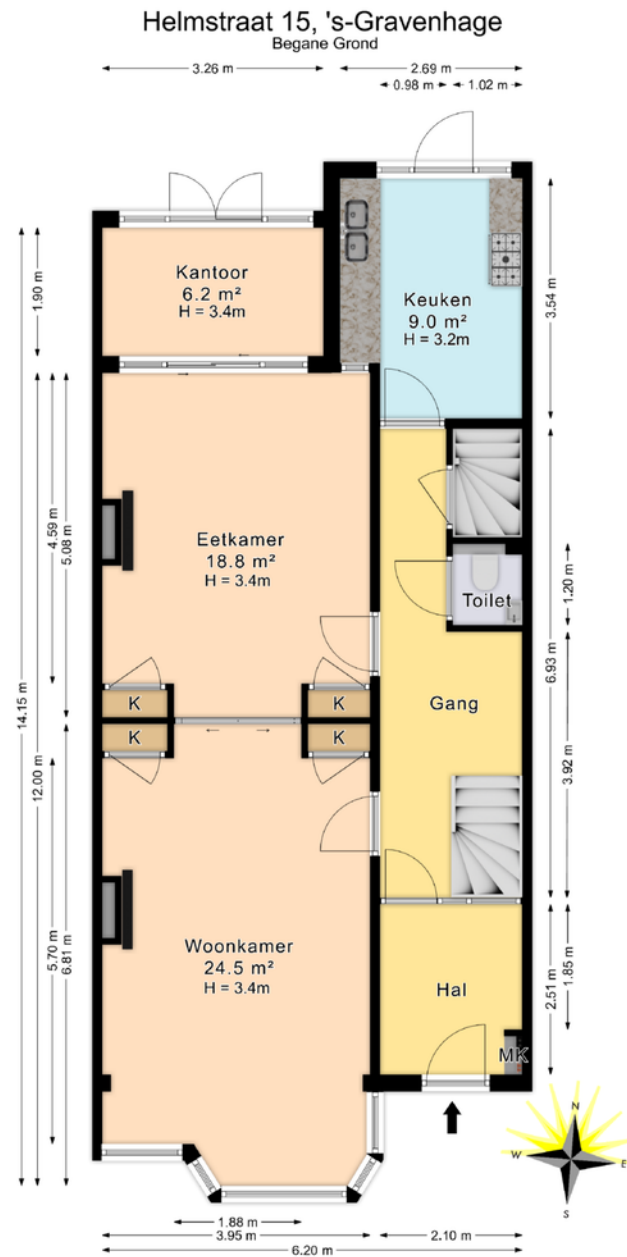 Helmstraat 15, 's-Gravenhage
Begane Grond
3.26 m
2.69 m
0.98 m
1.02 m
Kantoor
6.2 m²
H = 3.4m
Keuken
9.0 m²
H = 3.2m
1.90 m
3.54 m
Eetkamer
18.8 m²
H = 3.4m
4.59 m
5.08 m
Toilet
1.20 m
6.93 m
K
K
Gang
14.15 m
12.00 m
K
K
3.92 m
Woonkamer
24.5 m²
H = 3.4m
5.70 m
6.81 m
Hal
2.51 m
1.85 m
MK
N
W
E
S
1.88 m
3.95 m
2.10 m
6.20 m